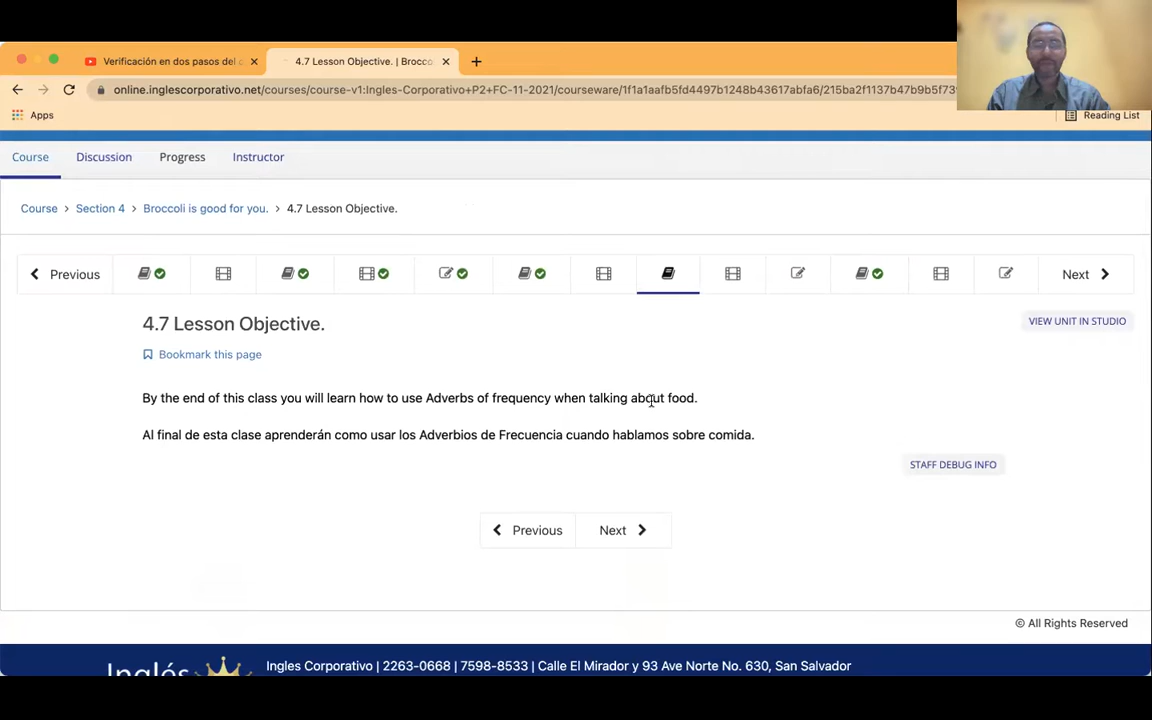 Verificación en dos pasos del
4.7 Lesson Objective. | Brocco
online.inglescorporativo.net/courses/course-v1:Ingles-Corporativo+P2+FC-11-2021/courseware/1f1a1aafb5fd4497b1248b43617abfa6/215ba2f1137b47b9b5f73
Apps
Reading List
Course
Discussion
Progress
Instructor
Course > Section 4 > Broccoli is good for you. > 4.7 Lesson Objective.
Previous
Next
4.7 Lesson Objective.
VIEW UNIT IN STUDIO
Bookmark this page
By the end of this class you will learn how to use Adverbs of frequency when talking about food.
Al final de esta clase aprenderán como usar los Adverbios de Frecuencia cuando hablamos sobre comida.
STAFF DEBUG INFO
Previous
Next
© All Rights Reserved
Inglés
Ingles Corporativo | 2263-0668 | 7598-8533 | Calle El Mirador y 93 Ave Norte No. 630, San Salvador